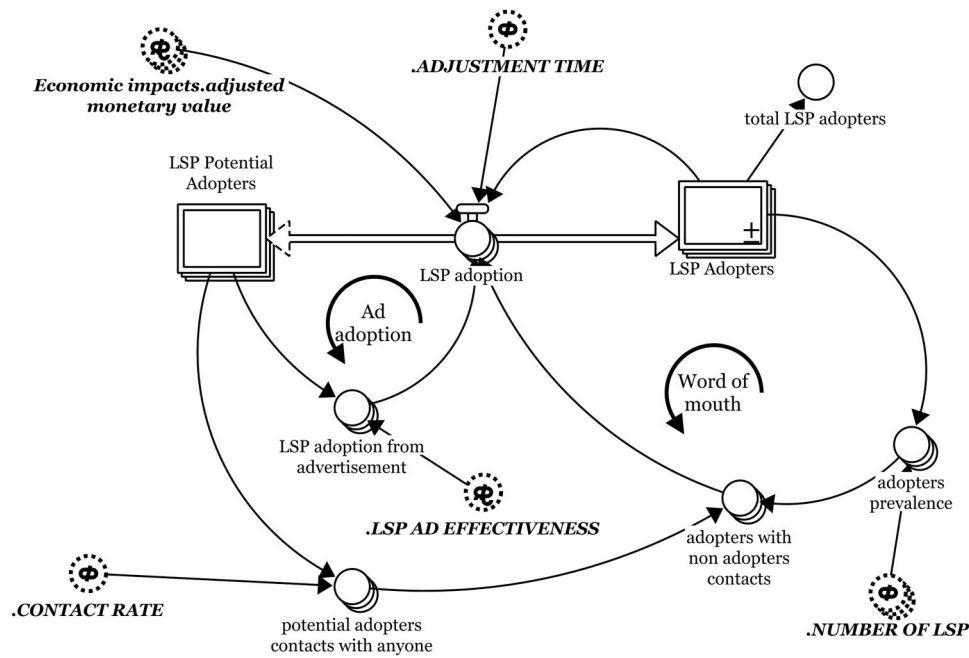 .ADJUSTMENT TIME
Economic impacts.adjusted
monetary value
total LSP adopters
LSP Potential
Adopters
+
LSP adoption
LSP Adopters
Ad
adoption
Word of
mouth
LSP adoption from
advertisement
adopters
prevalence
.LSP AD EFFECTIVENESS
adopters with
non adopters
contacts
.CONTACT RATE
potential adopters
contacts with anyone
.NUMBER OF LSP